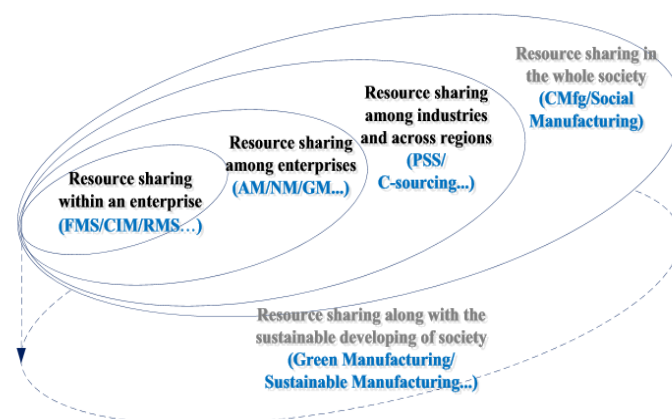 Resource sharing in
the whole society
(CMfg/Social
Manufacturing)
Resource sharing
among industries
and across regions
(PSS/
C-sourcing...)
Resource sharing
among enterprises
(AM/NM/GM...)
Resource sharing
within an enterprise
(FMS/CIM/RMS...)
Resource sharing along with the
sustainable developing of society
(Green Manufacturing/
Sustainable Manufacturing...)